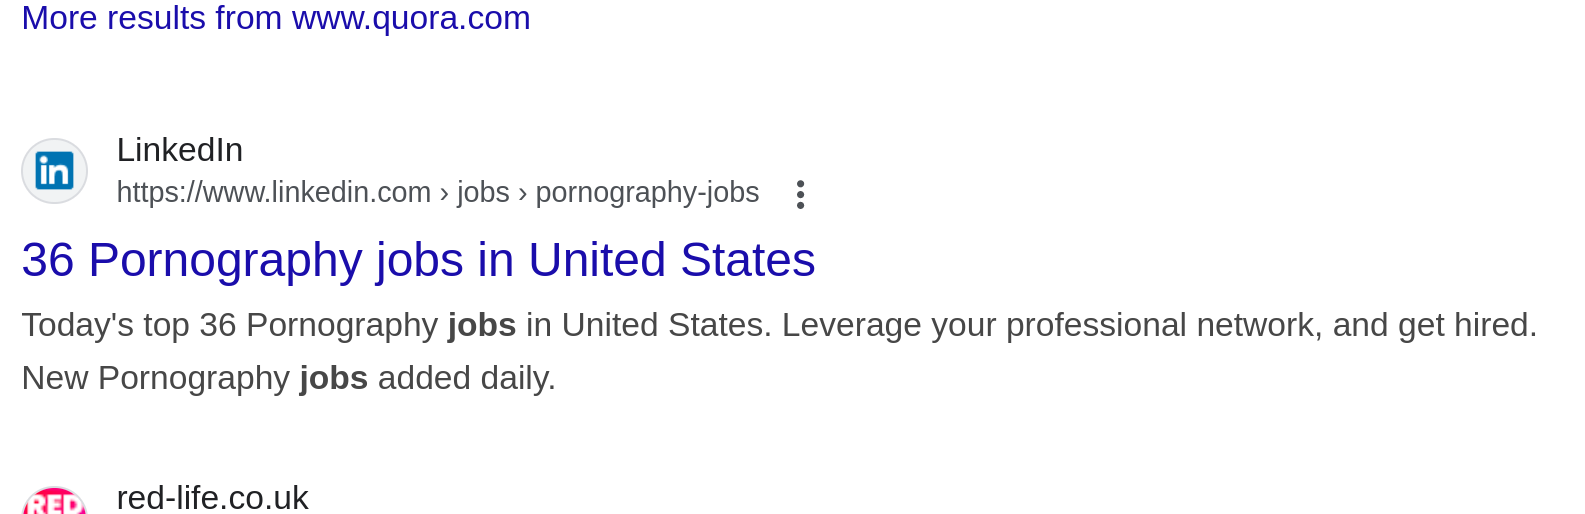 More results from www.quora.com
in
LinkedIn
https://www.linkedin.com › jobs › pornography-jobs
36 Pornography jobs in United States
Today's top 36 Pornography jobs in United States. Leverage your professional network, and get hired.
New Pornography jobs added daily.
RED
red-life.co.uk